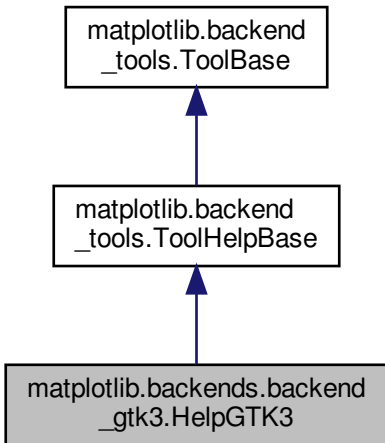 matplotlib.backend
_tools.ToolBase
matplotlib.backend
_tools.ToolHelpBase
matplotlib.backends.backend
_gtk3.HelpGTK3